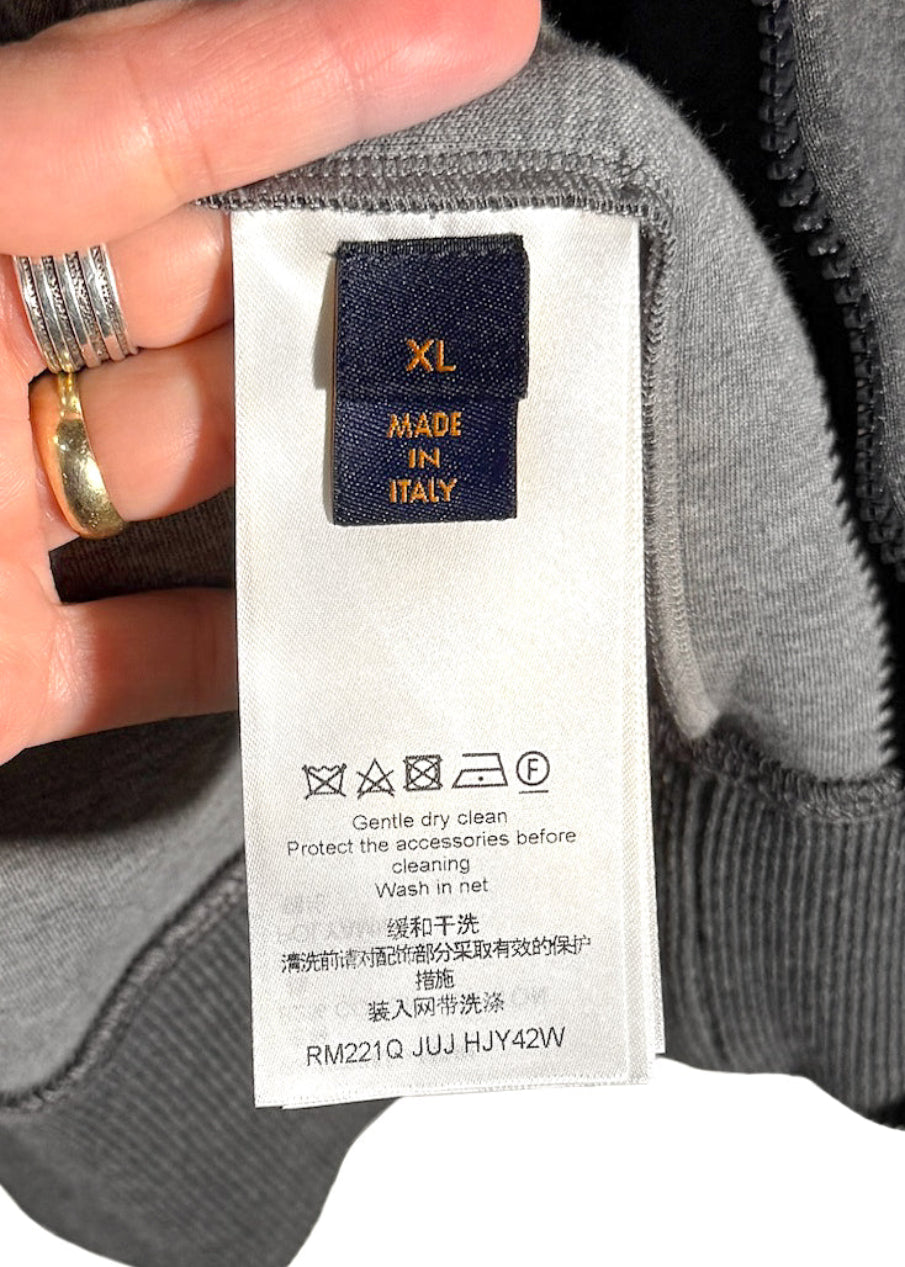 XL
MADE
IN
ITALY
F
Gentle dry clean
Protect the accessories before
cleaning
Wash in net
缓和干洗
清洗前请对配饰部分采取有效的保护
措施
装入网带洗涤
RM221Q JUJ HJY42W